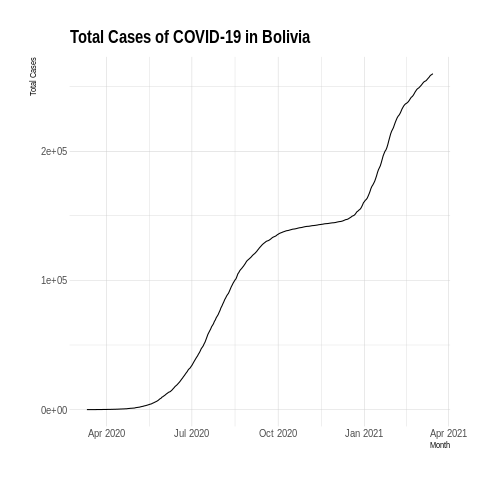 Total Cases of COVID-19 in Bolivia
Total Cases
2e+05
1e+05
0e+00
Apr 2020 Jul 2020 Oct 2020 Jan 2021 Apr 2021
Month